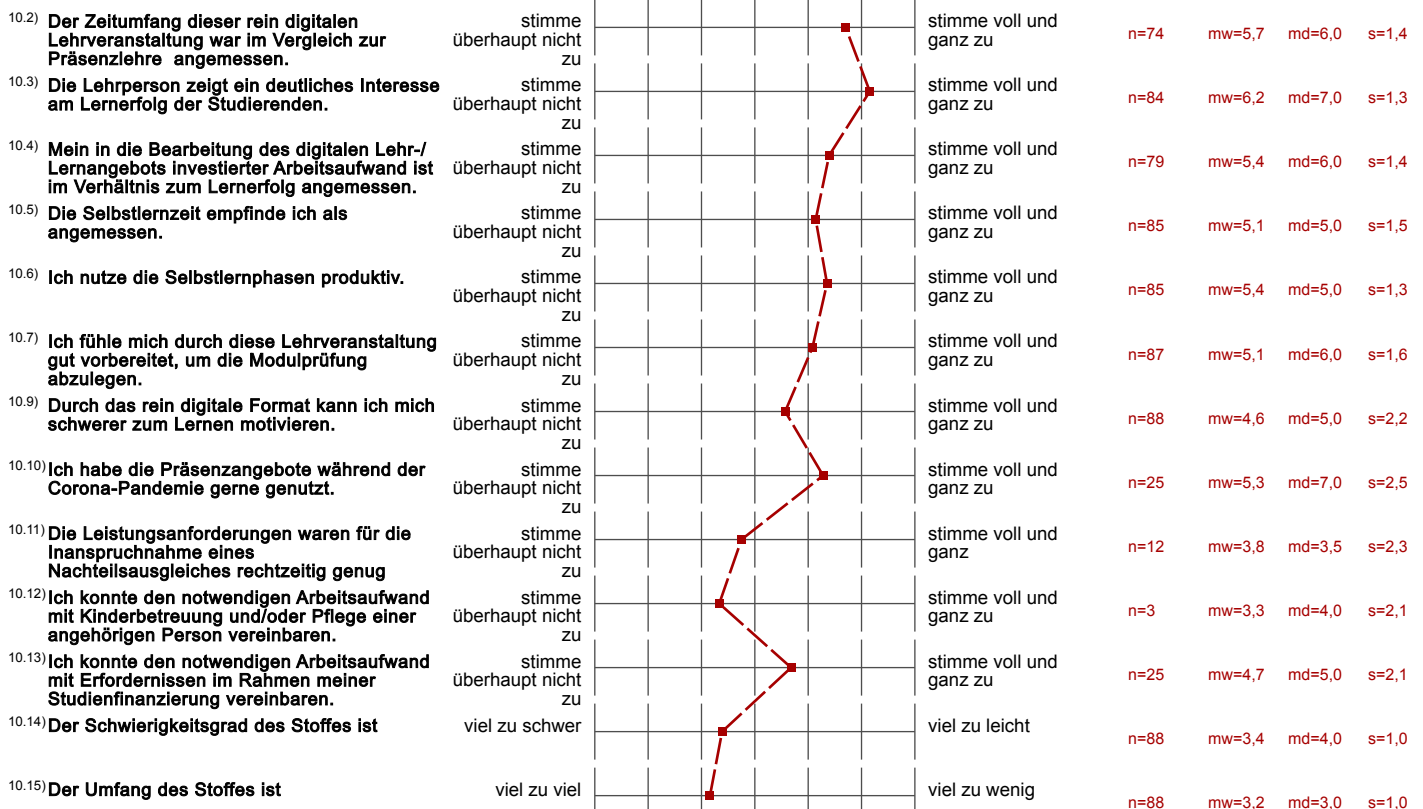 10.2) Der Zeitumfang dieser rein digitalen
Lehrveranstaltung war im Vergleich zur
Präsenzlehre angemessen.
stimme
überhaupt nicht
zu
stimme voll und
ganz zu
n=74 mw=5,7 md=6,0 s=1,4
10.3) Die Lehrperson zeigt ein deutliches Interesse
am Lernerfolg der Studierenden.
stimme
überhaupt nicht
zu
stimme voll und
ganz zu
n=84 mw=6,2 md=7,0 s=1,3
10.4) Mein in die Bearbeitung des digitalen Lehr-/
Lernangebots investierter Arbeitsaufwand ist
im Verhältnis zum Lernerfolg angemessen.
stimme
überhaupt nicht
zu
stimme voll und
ganz zu
n=79 mw=5,4 md=6,0 s=1,4
10.5) Die Selbstlernzeit empfinde ich als
angemessen.
stimme
überhaupt nicht
zu
stimme voll und
ganz zu
n=85 mw=5,1 md=5,0 s=1,5
10.6) Ich nutze die Selbstlernphasen produktiv.
stimme
überhaupt nicht
zu
stimme voll und
ganz zu
n=85 mw=5,4 md=5,0 s=1,3
10.7) Ich fühle mich durch diese Lehrveranstaltung
gut vorbereitet, um die Modulprüfung
abzulegen.
stimme
überhaupt nicht
zu
stimme voll und
ganz zu
n=87 mw=5,1 md=6,0 s=1,6
10.9) Durch das rein digitale Format kann ich mich
schwerer zum Lernen motivieren.
stimme
überhaupt nicht
zu
stimme voll und
ganz zu
n=88 mw=4,6 md=5,0 s=2,2
10.10) Ich habe die Präsenzangebote während der
Corona-Pandemie gerne genutzt.
stimme
überhaupt nicht
zu
stimme voll und
ganz zu
n=25 mw=5,3 md=7,0 s=2,5
10.11) Die Leistungsanforderungen waren für die
Inanspruchnahme eines
Nachteilsausgleiches rechtzeitig genug
stimme
überhaupt nicht
zu
stimme voll und
ganz
n=12 mw=3,8 md=3,5 s=2,3
10.12) Ich konnte den notwendigen Arbeitsaufwand
mit Kinderbetreuung und/oder Pflege einer
angehörigen Person vereinbaren.
stimme
überhaupt nicht
zu
stimme voll und
ganz zu
n=3 mw=3,3 md=4,0 s=2,1
10.13) Ich konnte den notwendigen Arbeitsaufwand
mit Erfordernissen im Rahmen meiner
Studienfinanzierung vereinbaren.
stimme
überhaupt nicht
zu
stimme voll und
ganz zu
n=25 mw=4,7 md=5,0 s=2,1
10.14) Der Schwierigkeitsgrad des Stoffes ist
viel zu schwer
viel zu leicht
n=88 mw=3,4 md=4,0 s=1,0
10.15) Der Umfang des Stoffes ist
viel zu viel
viel zu wenig
n=88 mw=3,2 md=3,0 s=1,0